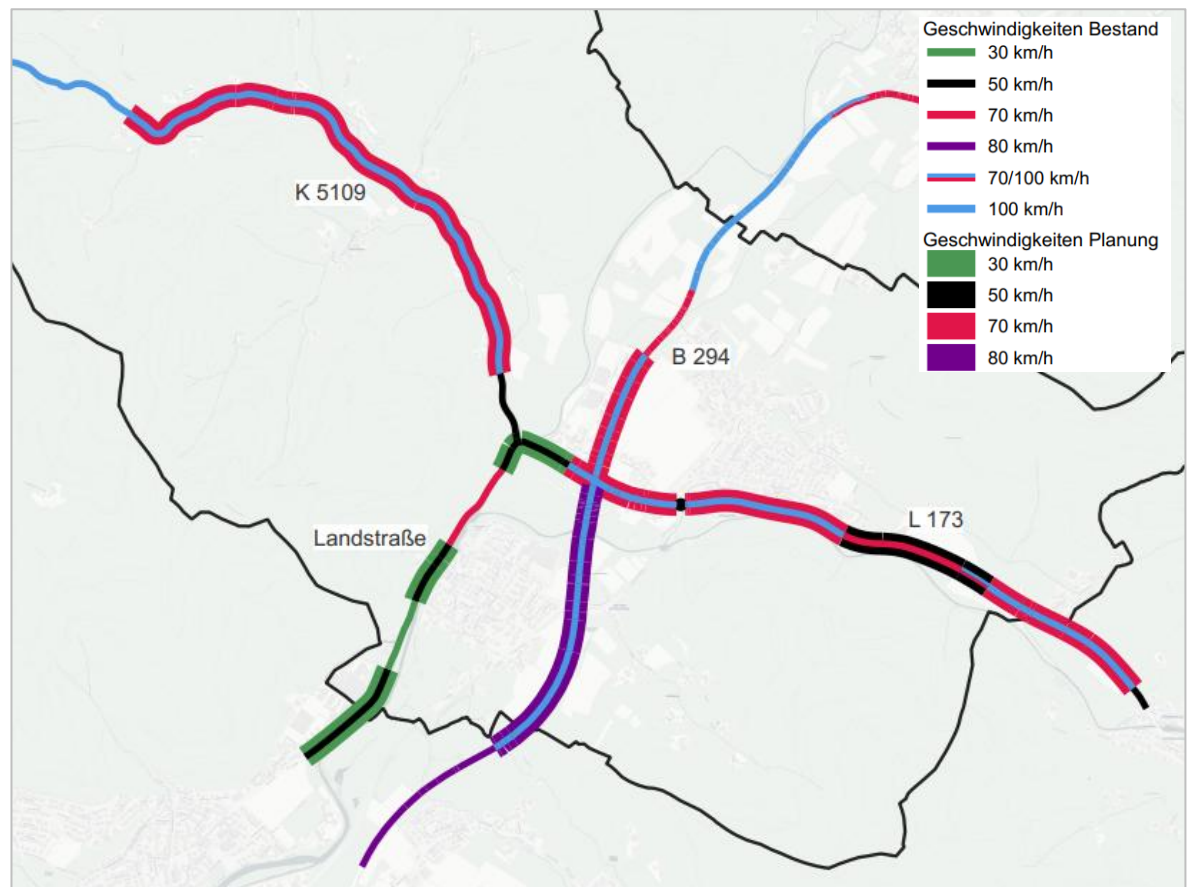 Geschwindigkeiten Bestand
30 km/h
50 km/h
70 km/h
80 km/h
70/100 km/h
100 km/h
Geschwindigkeiten Planung
30 km/h
50 km/h
70 km/h
80 km/h
K 5109
B 294
L 173
Landstraße